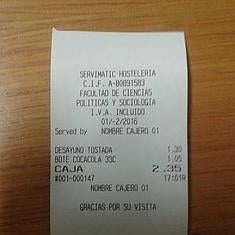 SERVIMATIC HOSTELERIA
C.I.F. A-80891583
FACULTAD DE CIENCIAS
POLITICAS Y SOCIOLOGIA
I.V.A. INCLUIDO
01/-2/2016
Served by NOMBRE CAJERO 01
DESAYUNO TOSTADA 1.30
BOTE COCACOLA 33C 1.05
CAJA 2.35
#001-000147 17:01R
NOMBRE CAJERO 01
GRACIAS POR SU VISITA